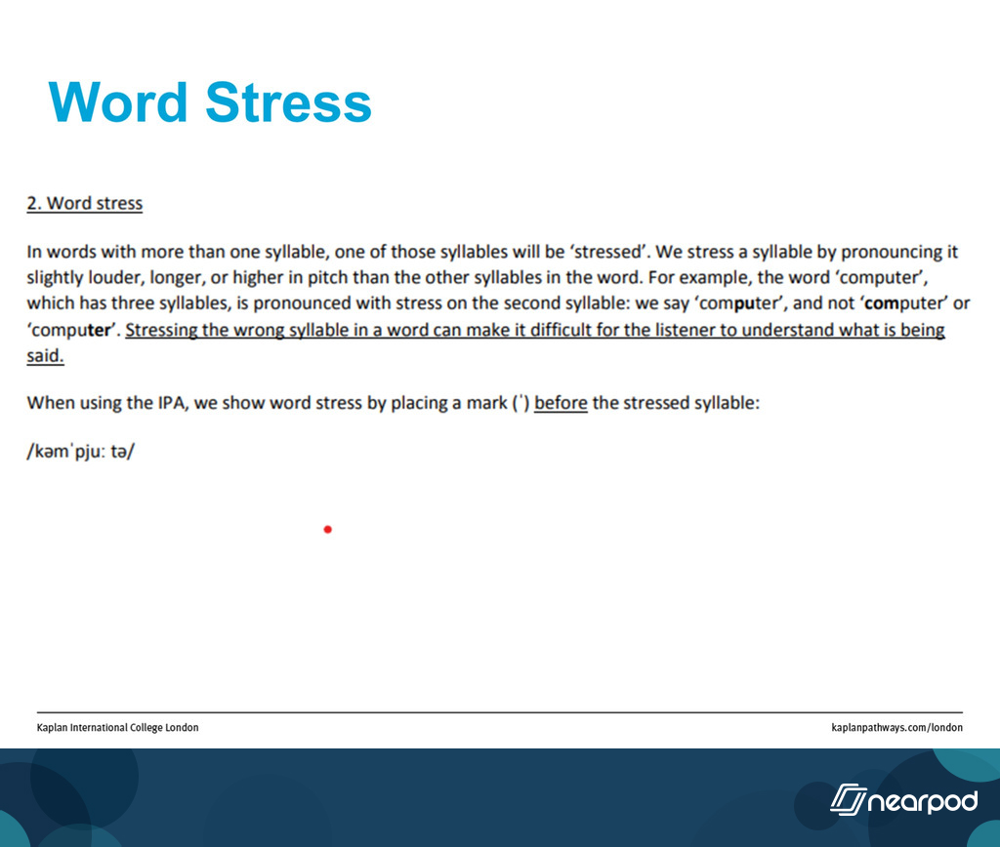 Word Stress
2. Word stress
In words with more than one syllable, one of those syllables will be ‘stressed’. We stress a syllable by pronouncing it
slightly louder, longer, or higher in pitch than the other syllables in the word. For example, the word ‘computer’,
which has three syllables, is pronounced with stress on the second syllable: we say ‘computer’, and not ‘computer’ or
‘computer’. Stressing the wrong syllable in a word can make it difficult for the listener to understand what is being
said.
When using the IPA, we show word stress by placing a mark (ˈ) before the stressed syllable:
/kəmˈpjuː tə/
Kaplan International College London
kaplanpathways.com/london
nearpod